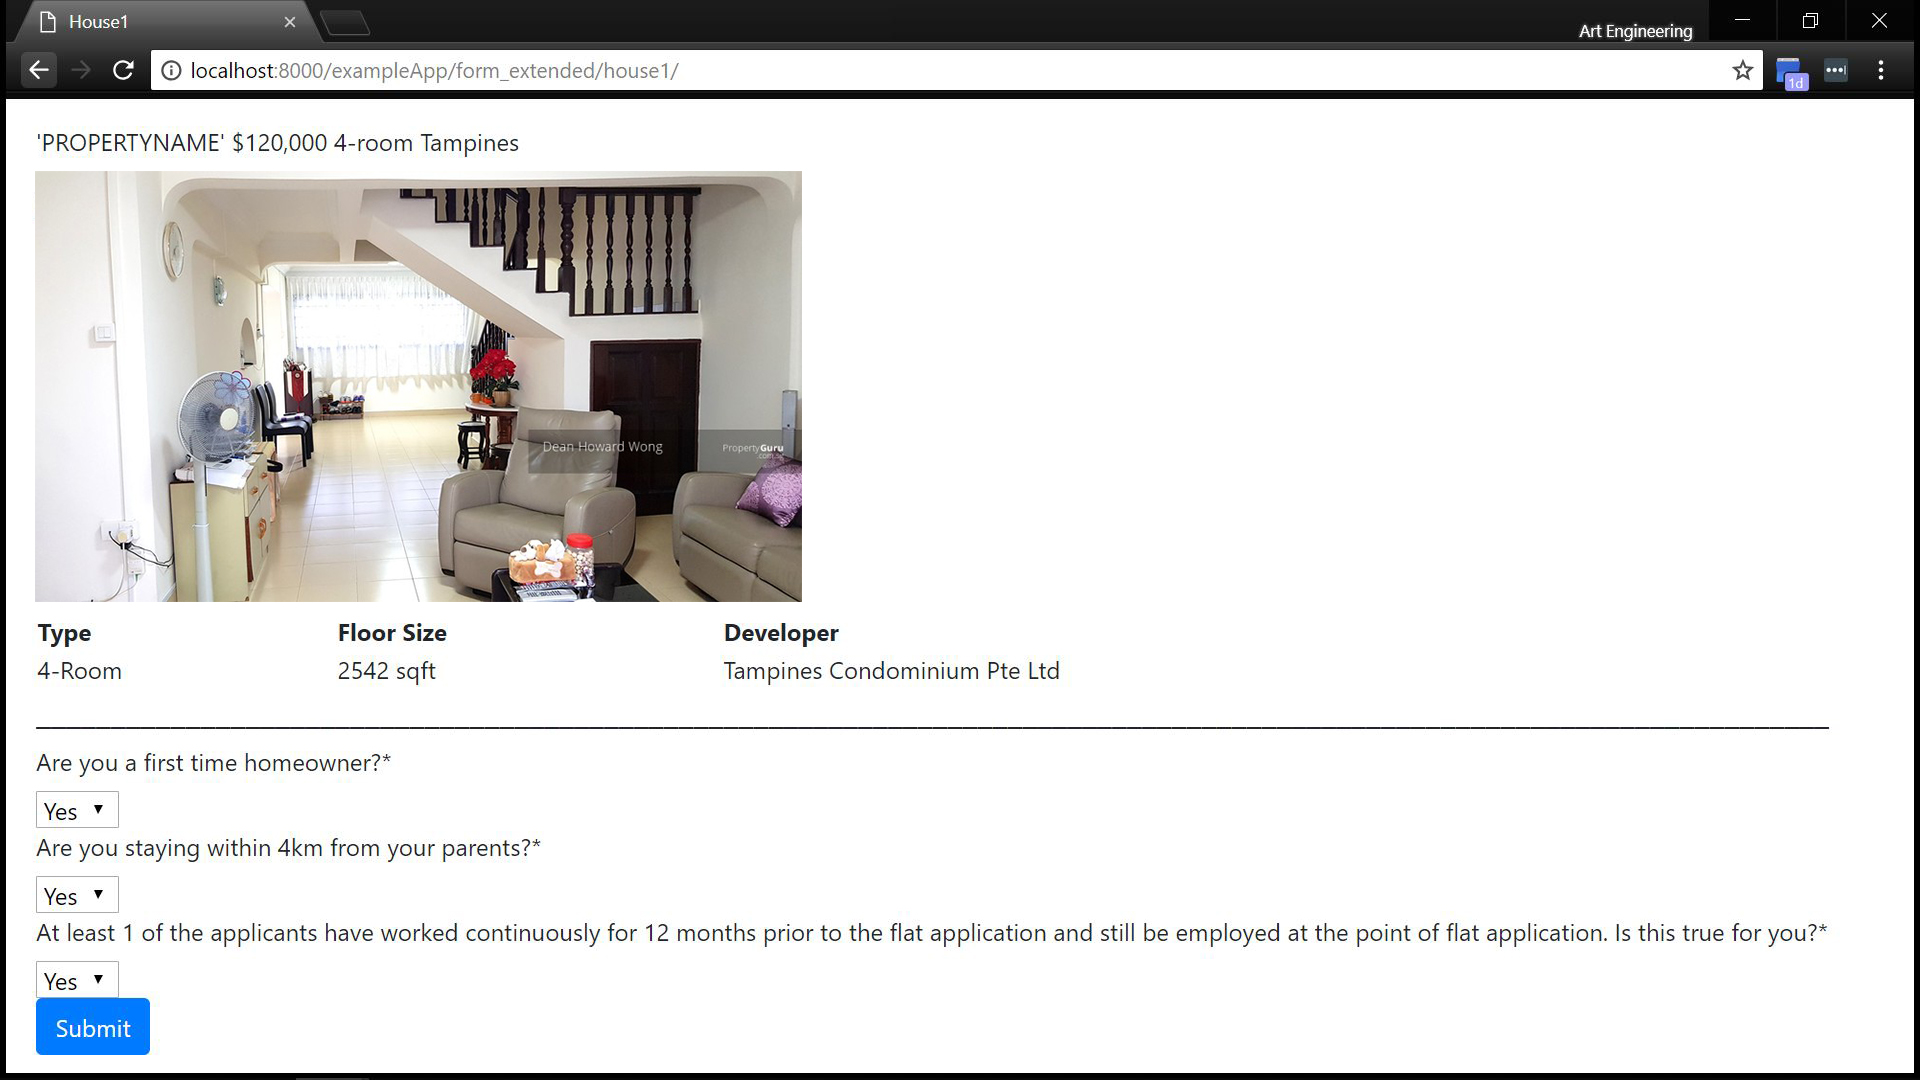 House1
Art Engineering
localhost:8000/exampleApp/form_extended/house1/
1d
'PROPERTYNAME' $120,000 4-room Tampines
Dean Howard Wong
PropertyGuru
Type Floor Size Developer
4-Room 2542 sqft Tampines Condominium Pte Ltd
Are you a first time homeowner?*
Yes
Are you staying within 4km from your parents?*
Yes
At least 1 of the applicants have worked continuously for 12 months prior to the flat application and still be employed at the point of flat application. Is this true for you?*
Yes
Submit